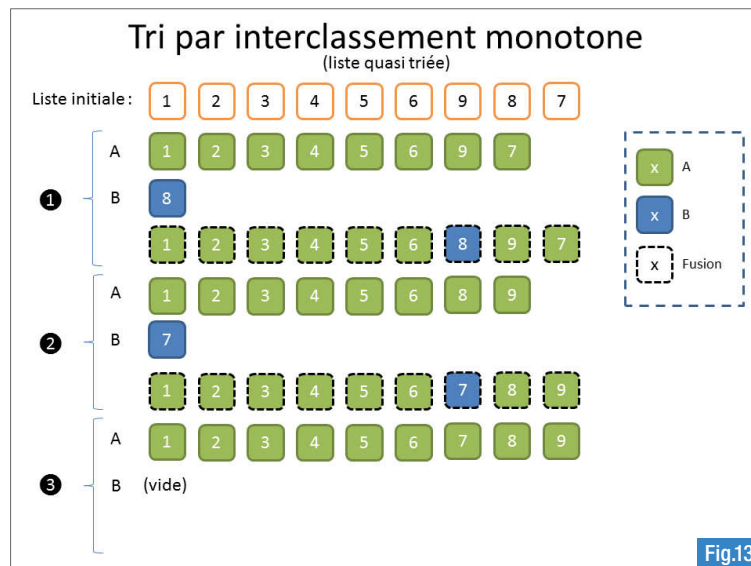 Tri par interclassement monotone
(liste quasi triée)
Liste initiale : 1 2 3 4 5 6 9 8 7
❶
A 1 2 3 4 5 6 9 7
B 8
1 2 3 4 5 6 8 9 7
❷
A 1 2 3 4 5 6 8 9
B 7
1 2 3 4 5 6 7 8 9
❸
A 1 2 3 4 5 6 7 8 9
B (vide)
x A
x B
x Fusion
Fig.13